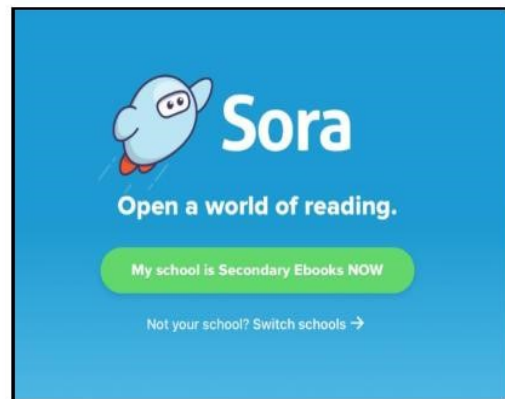 Sora
Open a world of reading.
My school is Secondary Ebooks NOW
Not your school? Switch schools →